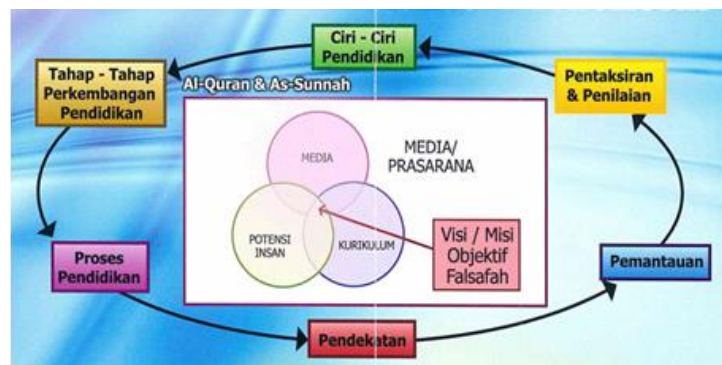 Ciri - Ciri
Pendidikan
Tahap - Tahap
Perkembangan
Pendidikan
Al-Quran & As-Sunnah
Pentaksiran
& Penilaian
MEDIA
MEDIA/
PRASARANA
POTENSI
INSAN
KURIKULUM
Visi / Misi
Objektif
Falsafah
Proses
Pendidikan
Pemantauan
Pendekatan